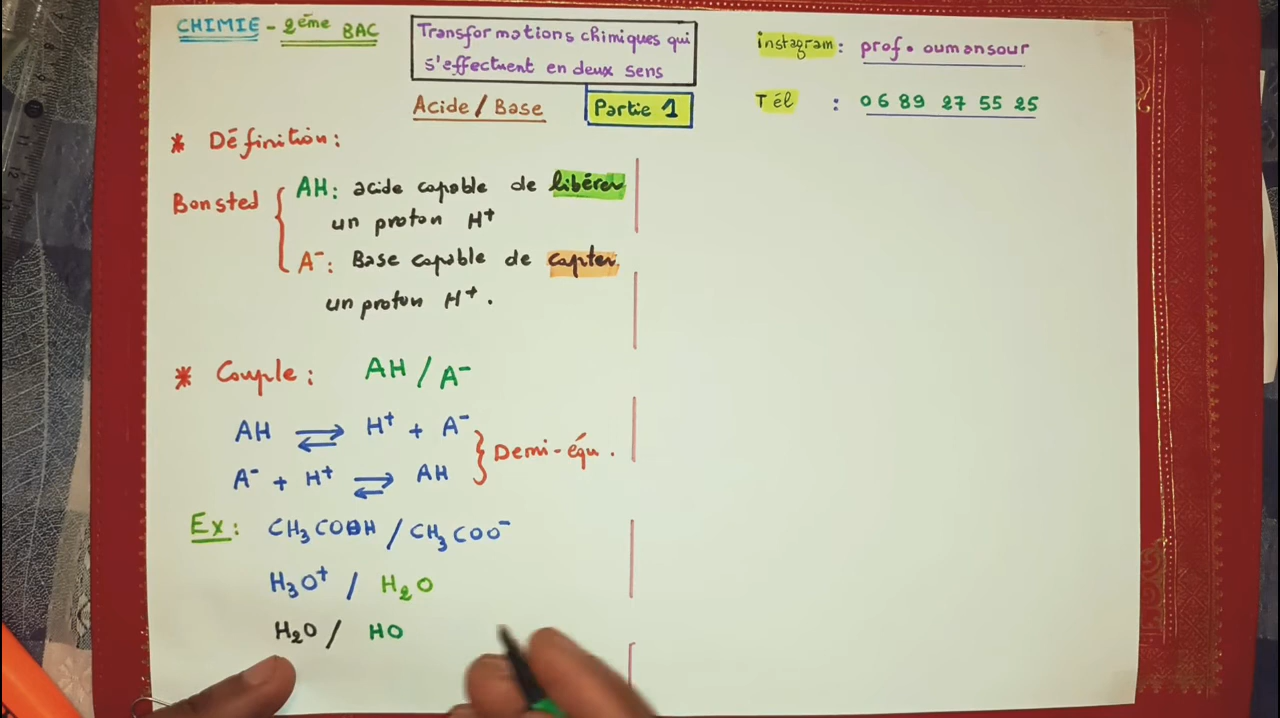 CHIMIE - 2ème BAC
Transformations chimiques qui
s'effectuent en deux sens
Acide / Base
Partie 1
instagram : prof.oumansour
Tél : 06 89 27 55 25
* Définition :
Bonsted
AH : acide capable de libérer
un proton H⁺
A⁻ : Base capable de capter
un proton H⁺.
* Couple : AH / A⁻
AH ⇌ H⁺ + A⁻
A⁻ + H⁺ ⇌ AH
Demi-équ.
Ex : CH₃COOH / CH₃COO⁻
H₃O⁺ / H₂O
H₂O / HO